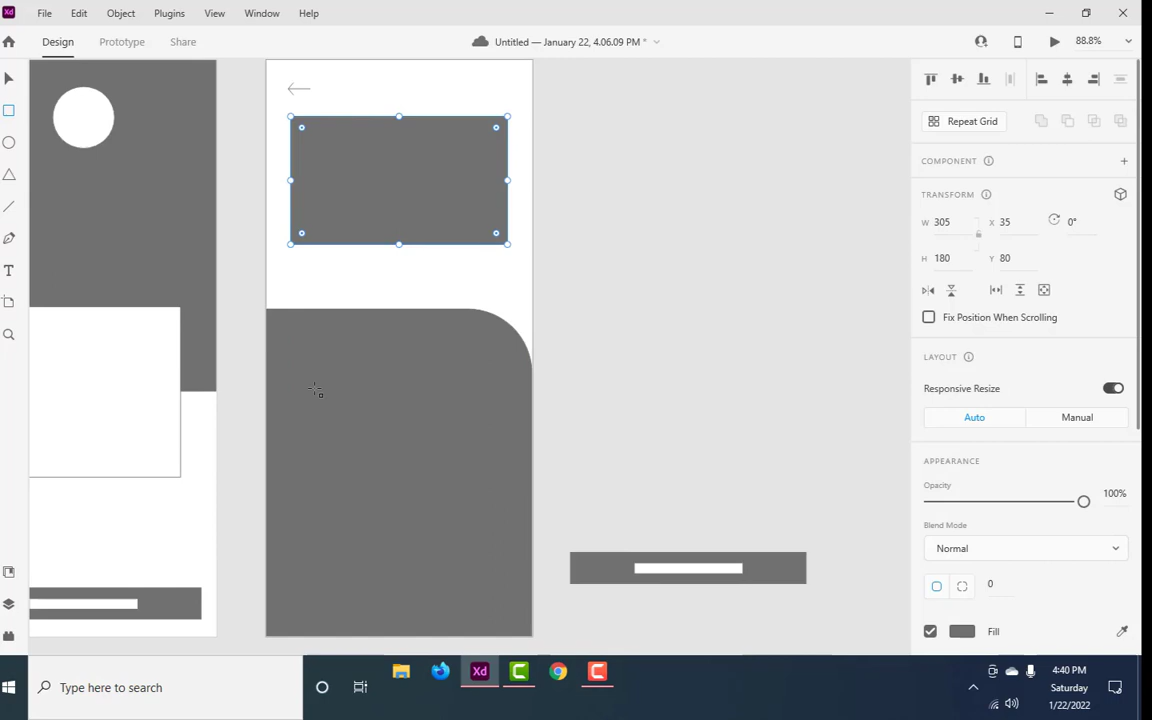 Xd File Edit Object Plugins View Window Help
Design Prototype Share Untitled — January 22, 4.06.09 PM * 88.8%
Repeat Grid
COMPONENT
TRANSFORM
W 305 X 35 0°
H 180 Y 80
Fix Position When Scrolling
LAYOUT
Responsive Resize
Auto Manual
APPEARANCE
Opacity
100%
Blend Mode
Normal
0
Fill
T
Type here to search
Xd
4:40 PM
Saturday
1/22/2022